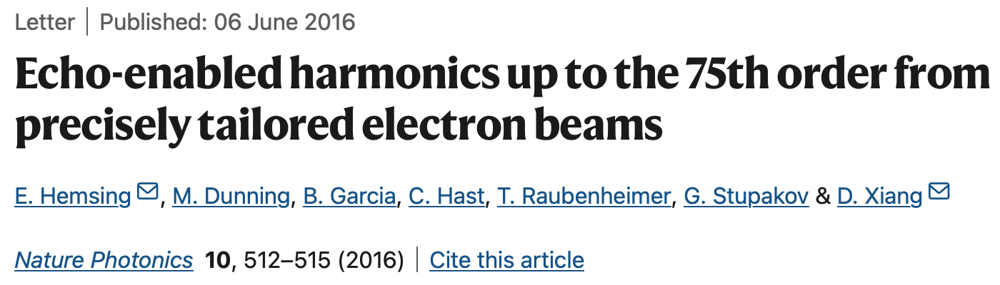 Letter | Published: 06 June 2016
Echo-enabled harmonics up to the 75th order from
precisely tailored electron beams
E. Hemsing, M. Dunning, B. Garcia, C. Hast, T. Raubenheimer, G. Stupakov & D. Xiang
Nature Photonics 10, 512–515 (2016) | Cite this article